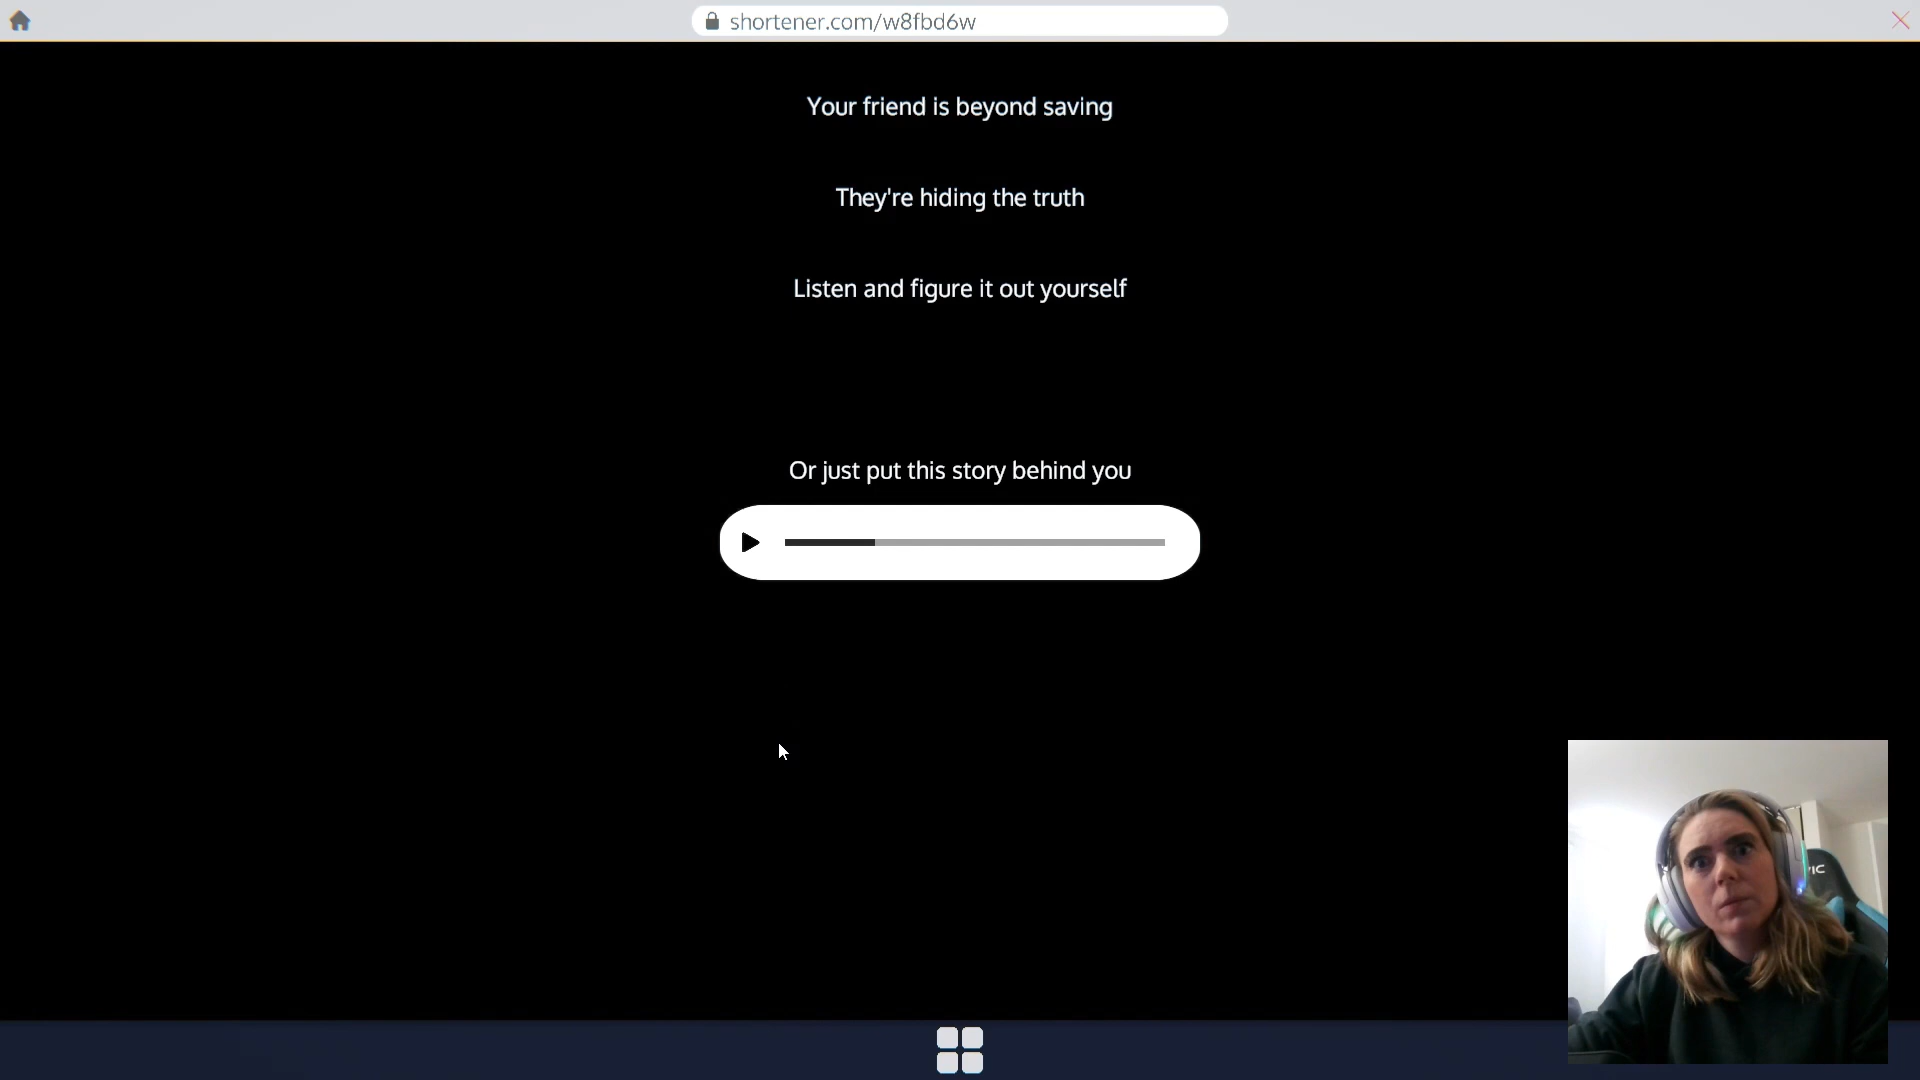 shortener.com/w8fbd6w
Your friend is beyond saving
They're hiding the truth
Listen and figure it out yourself
Or just put this story behind you
IC